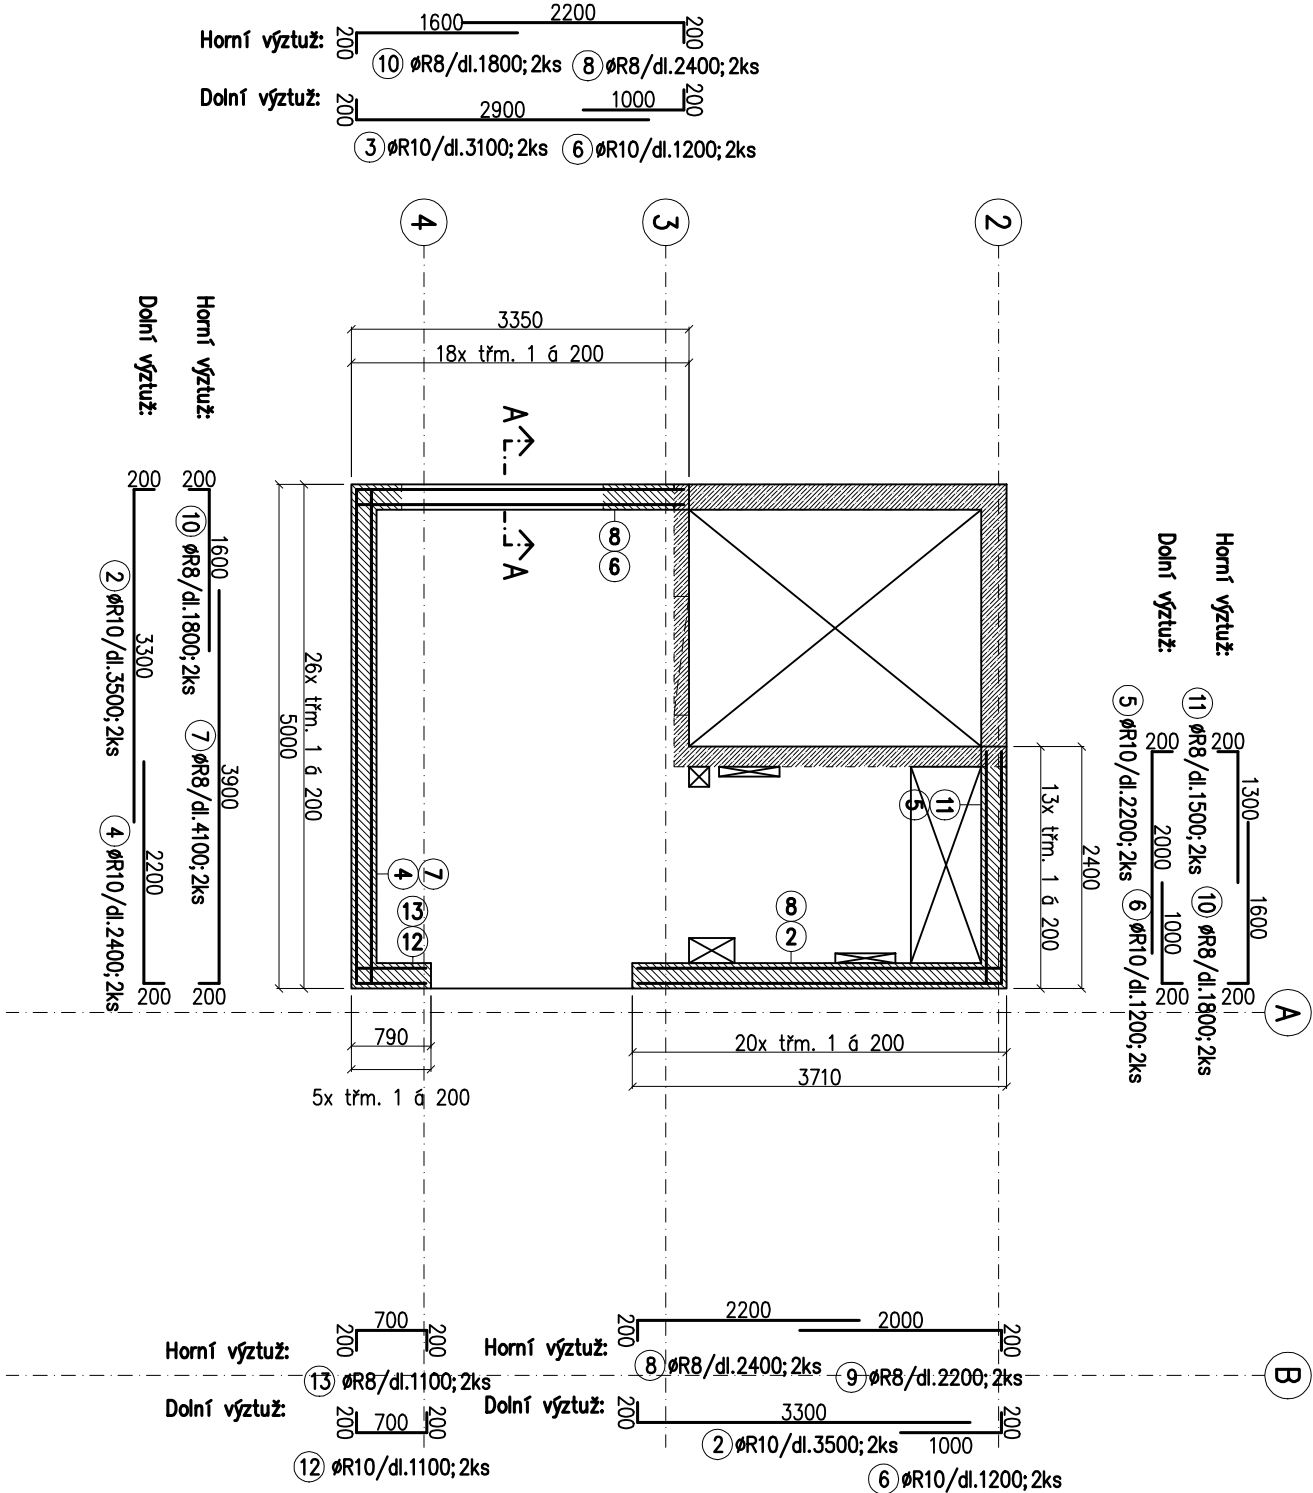 2200
1600
200
200
Horní výztuž:
10 øR8/dl.1800;2ks
8 øR8/dl.2400;2ks
Dolní výztuž:
200
1000
200
2900
3 øR10/dl.3100;2ks
6 øR10/dl.1200;2ks
4
3
2
3350
18x třm. 1 á 200
A
A
8
6
Dolní výztuž:
Horní výztuž:
200
200
10 øR8/dl.1800;2ks
1600
2 øR10/dl.3500;2ks
3300
7 øR8/dl.4100;2ks
3900
4 øR10/dl.2400;2ks
2200
200
200
26x třm. 1 á 200
5000
4
7
13
12
Dolní výztuž:
Horní výztuž:
5 øR10/dl.2200;2ks
200
11 øR8/dl.1500;2ks
200
1300
2000
6 øR10/dl.1200;2ks
1000
10 øR8/dl.1800;2ks
1600
200
200
13x třm. 1 á 200
2400
5
11
8
2
A
790
5x třm. 1 á 200
20x třm. 1 á 200
3710
B
700
200
200
Horní výztuž:
13 øR8/dl.1100;2ks
Dolní výztuž:
200
700
200
12 øR10/dl.1100;2ks
2200
2000
200
200
Horní výztuž:
8 øR8/dl.2400;2ks
9 øR8/dl.2200;2ks
Dolní výztuž:
200
3300
200
1000
2 øR10/dl.3500;2ks
6 øR10/dl.1200;2ks